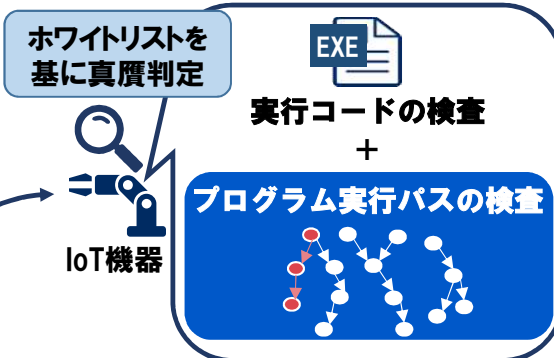 ホワイトリストを
基に真贋判定
EXE
実行コードの検査
+
プログラム実行パスの検査
IoT機器